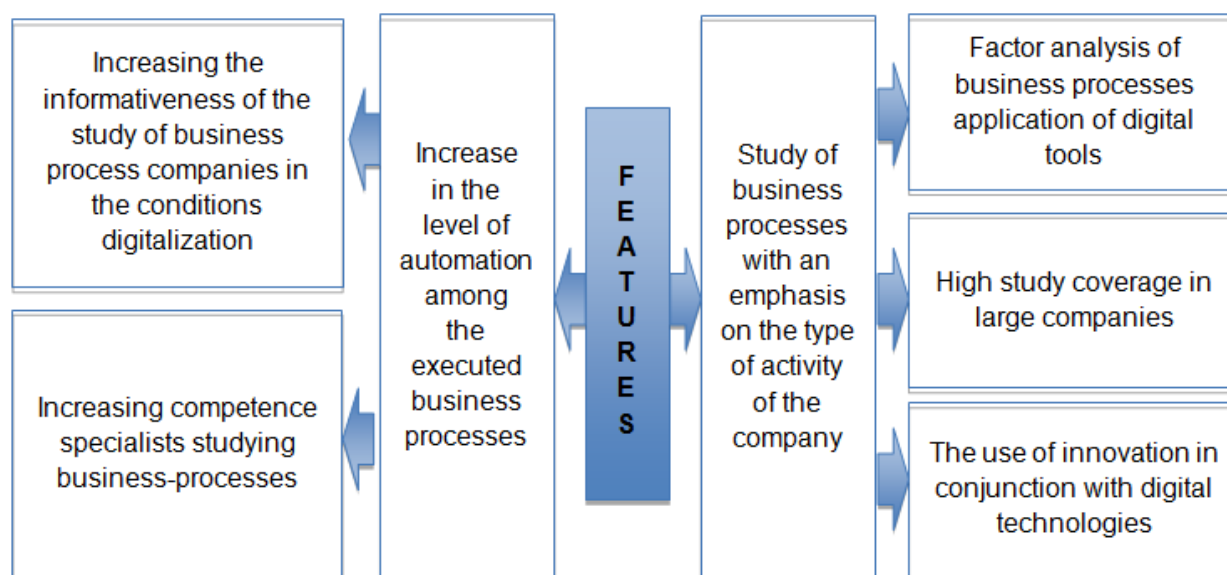 Increasing the
informativeness of the
study of business
process companies in
the conditions
digitalization
Increasing competence
specialists studying
business-processes
Increase
in the
level of
automation
among
the
executed
business
processes
F
E
A
T
U
R
E
S
Study of
business
processes
with an
emphasis
on the type
of activity
of the
company
Factor analysis of
business processes
application of digital
tools
High study coverage in
large companies
The use of innovation in
conjunction with digital
technologies